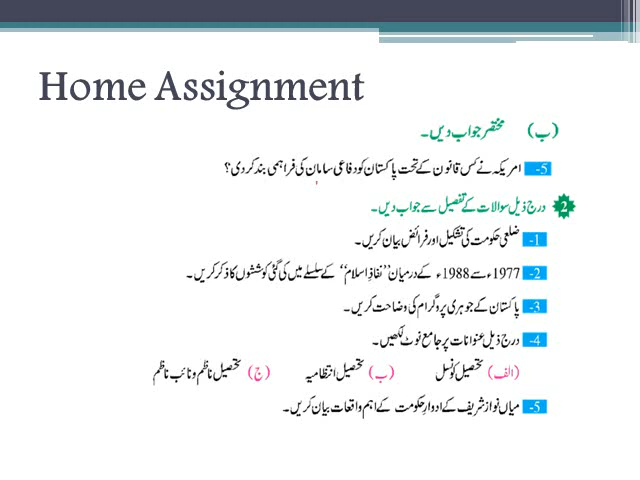 Home Assignment
(ب) مختصر جواب دیں۔
5- امریکہ نے کس قانون کے تحت پاکستان کو دفاعی سامان کی فراہمی بند کر دی؟
2 درج ذیل سوالات کے تفصیل سے جواب دیں۔
1- ضلعی حکومت کی تشکیل اور فرائض بیان کریں۔
2- 1977ء سے 1988ء کے درمیان ’’نفاذِ اسلام‘‘ کے سلسلے میں کی گئی کوششوں کا ذکر کریں۔
3- پاکستان کے جوہری پروگرام کی وضاحت کریں۔
4- درج ذیل عنوانات پر جامع نوٹ لکھیں۔
(الف) تحصیل کونسل (ب) تحصیل انتظامیہ (ج) تحصیل ناظم و نائب ناظم
5- میاں نواز شریف کے ادوارِ حکومت کے اہم واقعات بیان کریں۔